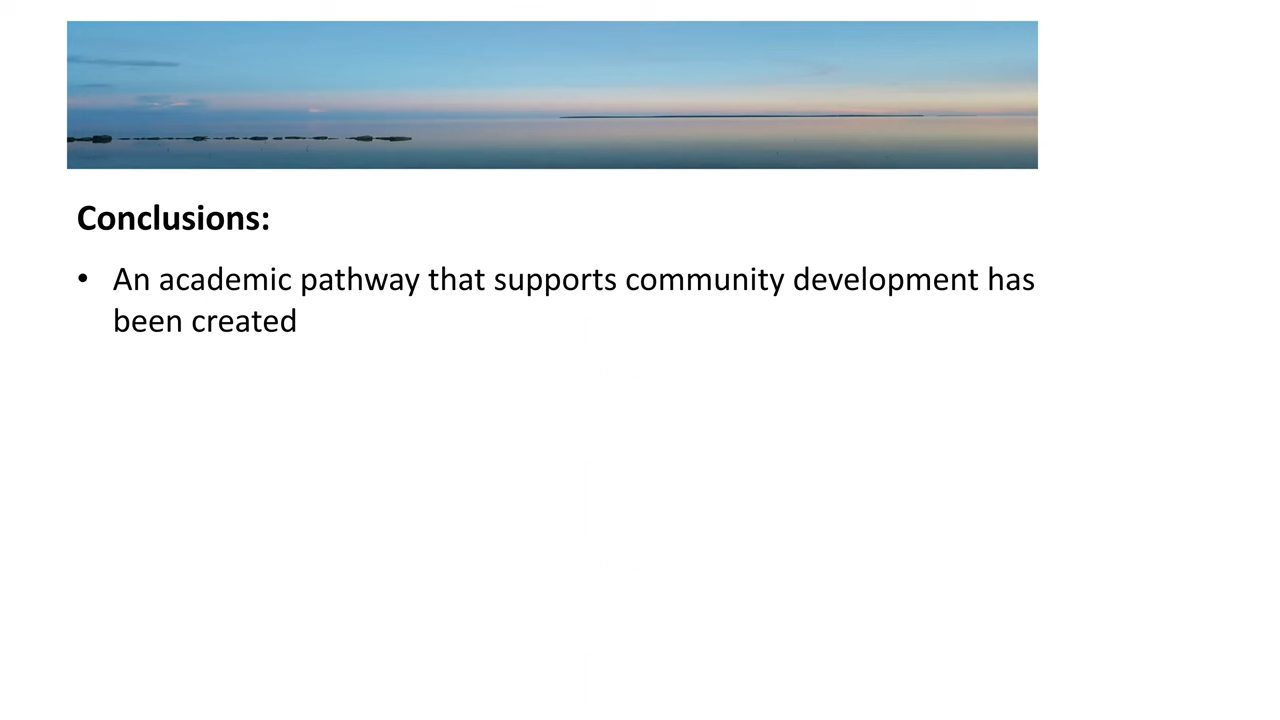 Conclusions:
• An academic pathway that supports community development has
been created